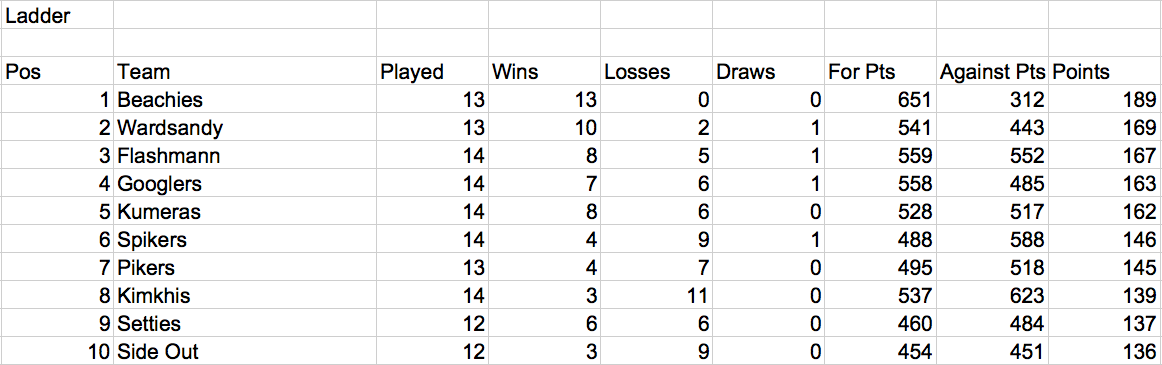 Ladder
Pos Team Played Wins Losses Draws For Pts Against Pts Points
1 Beachies 13 13 0 0 651 312 189
2 Wardsandy 13 10 2 1 541 443 169
3 Flashmann 14 8 5 1 559 552 167
4 Googlers 14 7 6 1 558 485 163
5 Kumeras 14 8 6 0 528 517 162
6 Spikers 14 4 9 1 488 588 146
7 Pikers 13 4 7 0 495 518 145
8 Kimkhis 14 3 11 0 537 623 139
9 Setties 12 6 6 0 460 484 137
10 Side Out 12 3 9 0 454 451 136